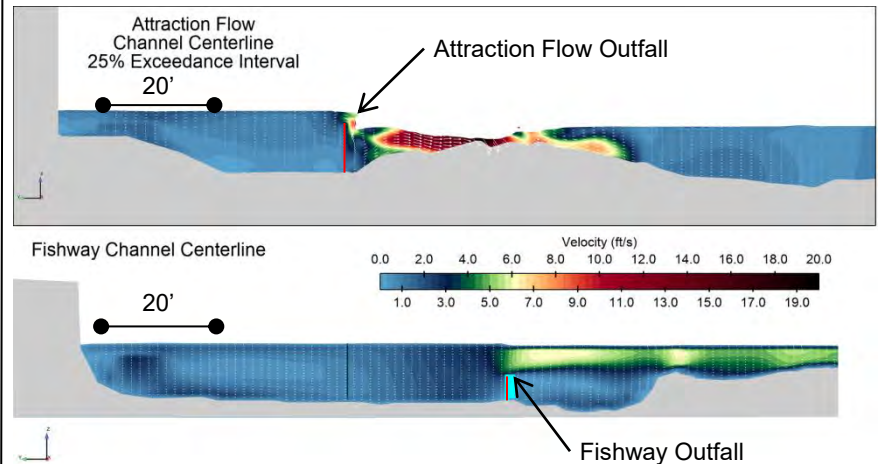 Attraction Flow
Channel Centerline
25% Exceedance Interval
Attraction Flow Outfall
20’
Fishway Channel Centerline
Velocity (ft/s)
0.0 2.0 4.0 6.0 8.0 10.0 12.0 14.0 16.0 18.0 20.0
1.0 3.0 5.0 7.0 9.0 11.0 13.0 15.0 17.0 19.0
20’
Fishway Outfall